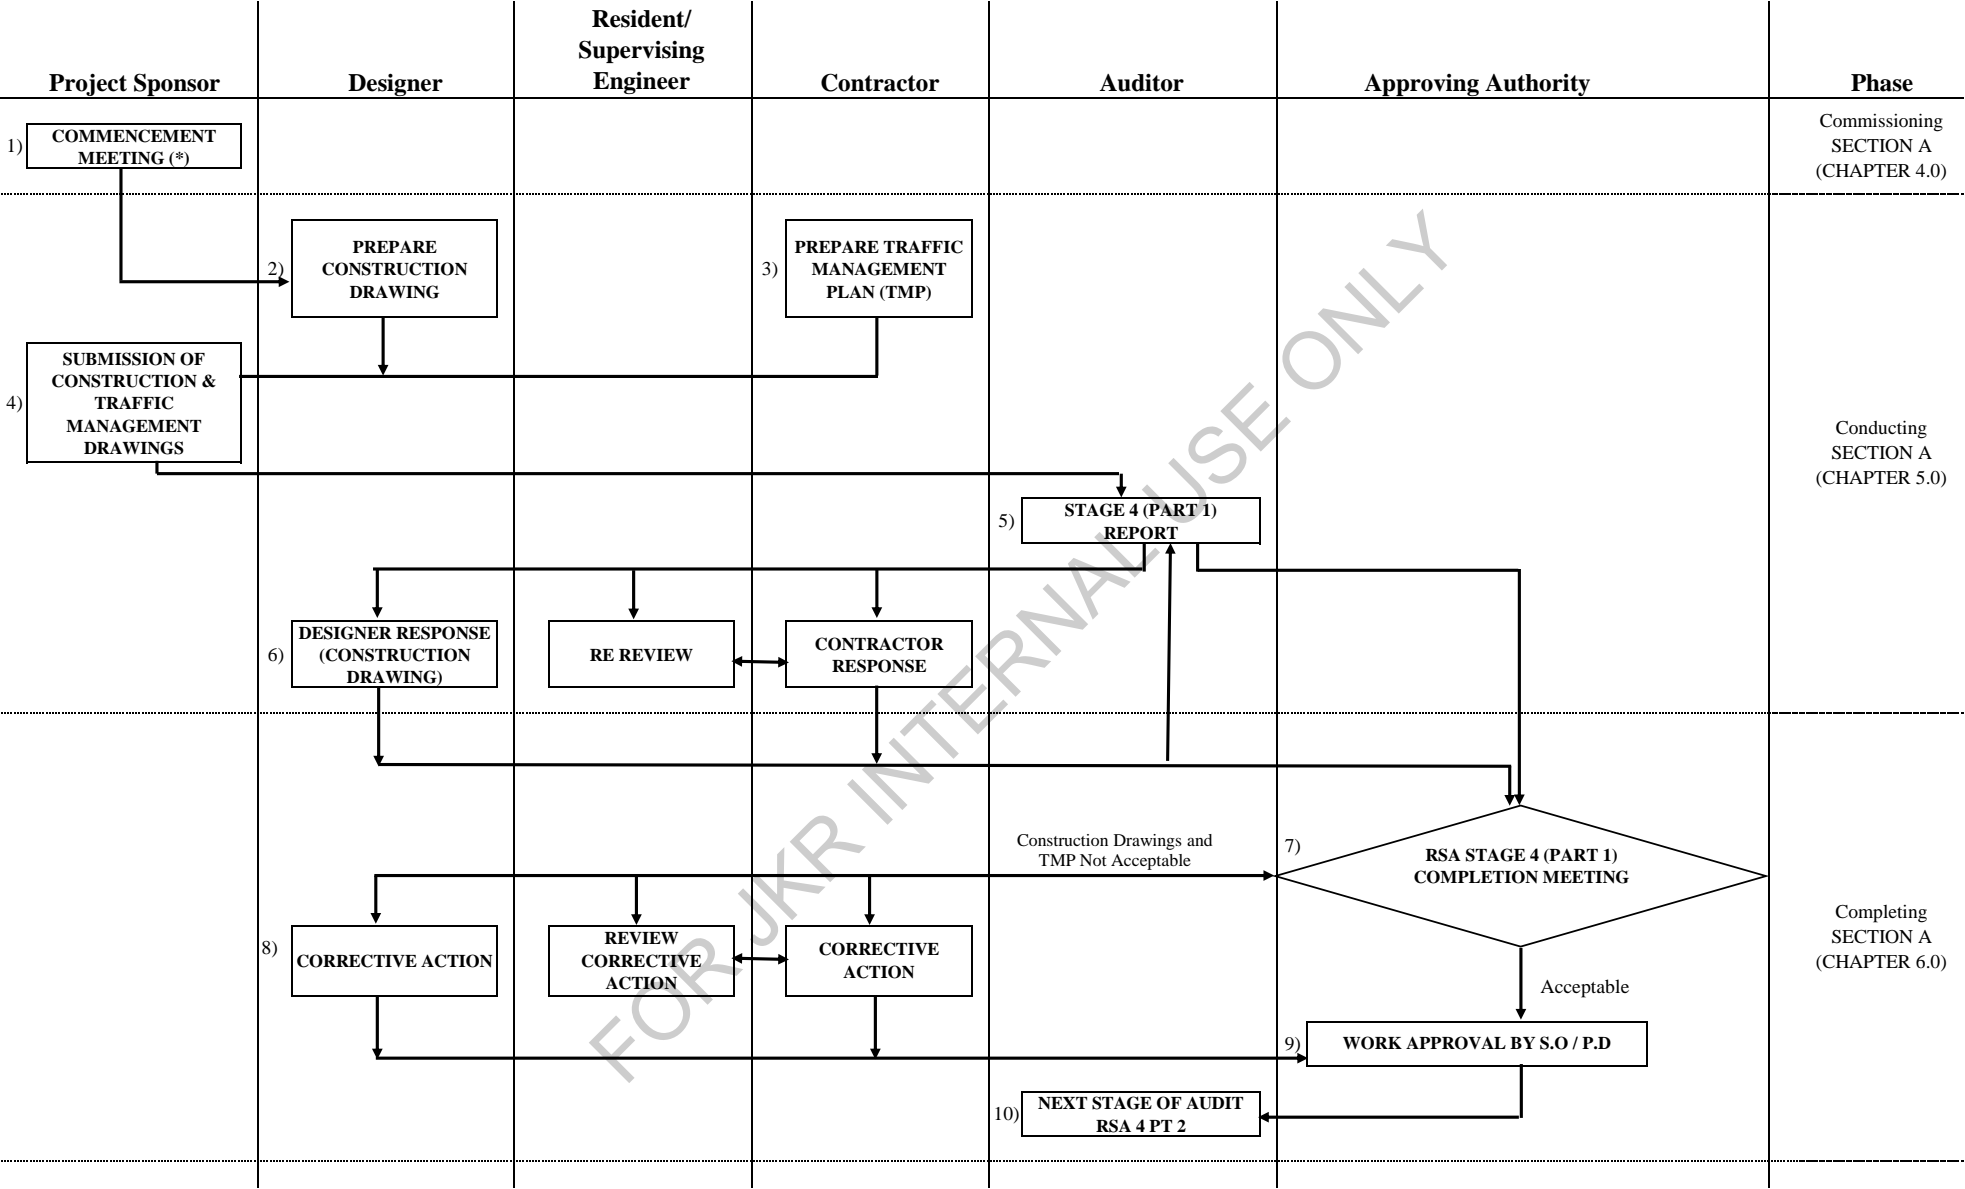 Resident/
Supervising
Engineer
Project Sponsor
Designer
Contractor
Auditor
Approving Authority
Phase
1)
COMMENCEMENT
MEETING (*)
Commissioning
SECTION A
(CHAPTER 4.0)
2)
PREPARE
CONSTRUCTION
DRAWING
3)
PREPARE TRAFFIC
MANAGEMENT
PLAN (TMP)
4)
SUBMISSION OF
CONSTRUCTION &
TRAFFIC
MANAGEMENT
DRAWINGS
Conducting
SECTION A
(CHAPTER 5.0)
5)
STAGE 4 (PART 1)
REPORT
6)
DESIGNER RESPONSE
(CONSTRUCTION
DRAWING)
RE REVIEW
CONTRACTOR
RESPONSE
Construction Drawings and
TMP Not Acceptable
7)
RSA STAGE 4 (PART 1)
COMPLETION MEETING
8)
CORRECTIVE ACTION
REVIEW
CORRECTIVE
ACTION
CORRECTIVE
ACTION
Completing
SECTION A
(CHAPTER 6.0)
Acceptable
9)
WORK APPROVAL BY S.O / P.D
10)
NEXT STAGE OF AUDIT
RSA 4 PT 2
FOR JKR INTERNAL USE ONLY